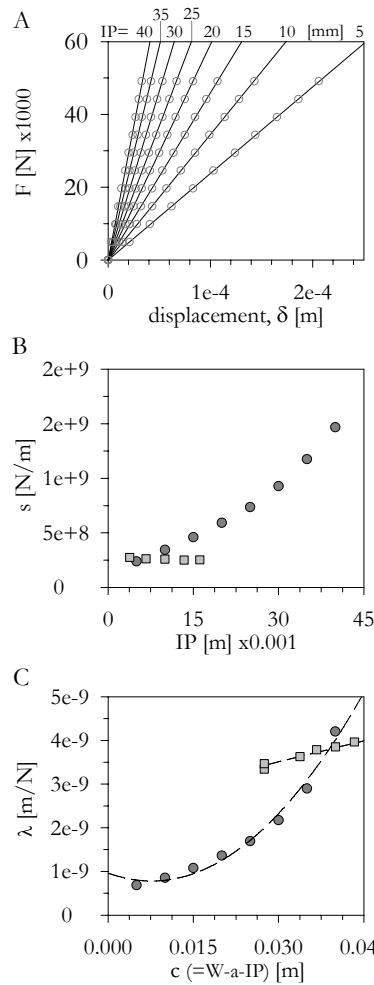 A
35
25
IP= 40
30
20
15
10
[mm]
5
60
40
20
0
F [N] x1000
0
1e-4
2e-4
displacement, δ [m]
B
2e+9
2e+9
1e+9
5e+8
0
s [N/m]
0
15
30
45
IP [m] x0.001
C
5e-9
4e-9
3e-9
2e-9
1e-9
0
λ [m/N]
0.000
0.015
0.030
0.04
c (=W-a-IP) [m]